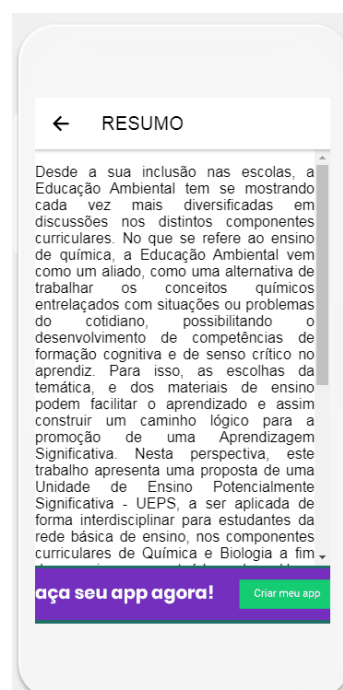 RESUMO
Desde a sua inclusão nas escolas, a
Educação Ambiental tem se mostrando
cada vez mais diversificadas em
discussões nos distintos componentes
curriculares. No que se refere ao ensino
de química, a Educação Ambiental vem
como um aliado, como uma alternativa de
trabalhar os conceitos químicos
entrelaçados com situações ou problemas
do cotidiano, possibilitando o
desenvolvimento de competências de
formação cognitiva e de senso crítico no
aprendiz. Para isso, as escolhas da
temática, e dos materiais de ensino
podem facilitar o aprendizado e assim
construir um caminho lógico para a
promoção de uma Aprendizagem
Significativa. Nesta perspectiva, este
trabalho apresenta uma proposta de uma
Unidade de Ensino Potencialmente
Significativa - UEPS, a ser aplicada de
forma interdisciplinar para estudantes da
rede básica de ensino, nos componentes
curriculares de Química e Biologia a fim
aça seu app agora! Criar meu app